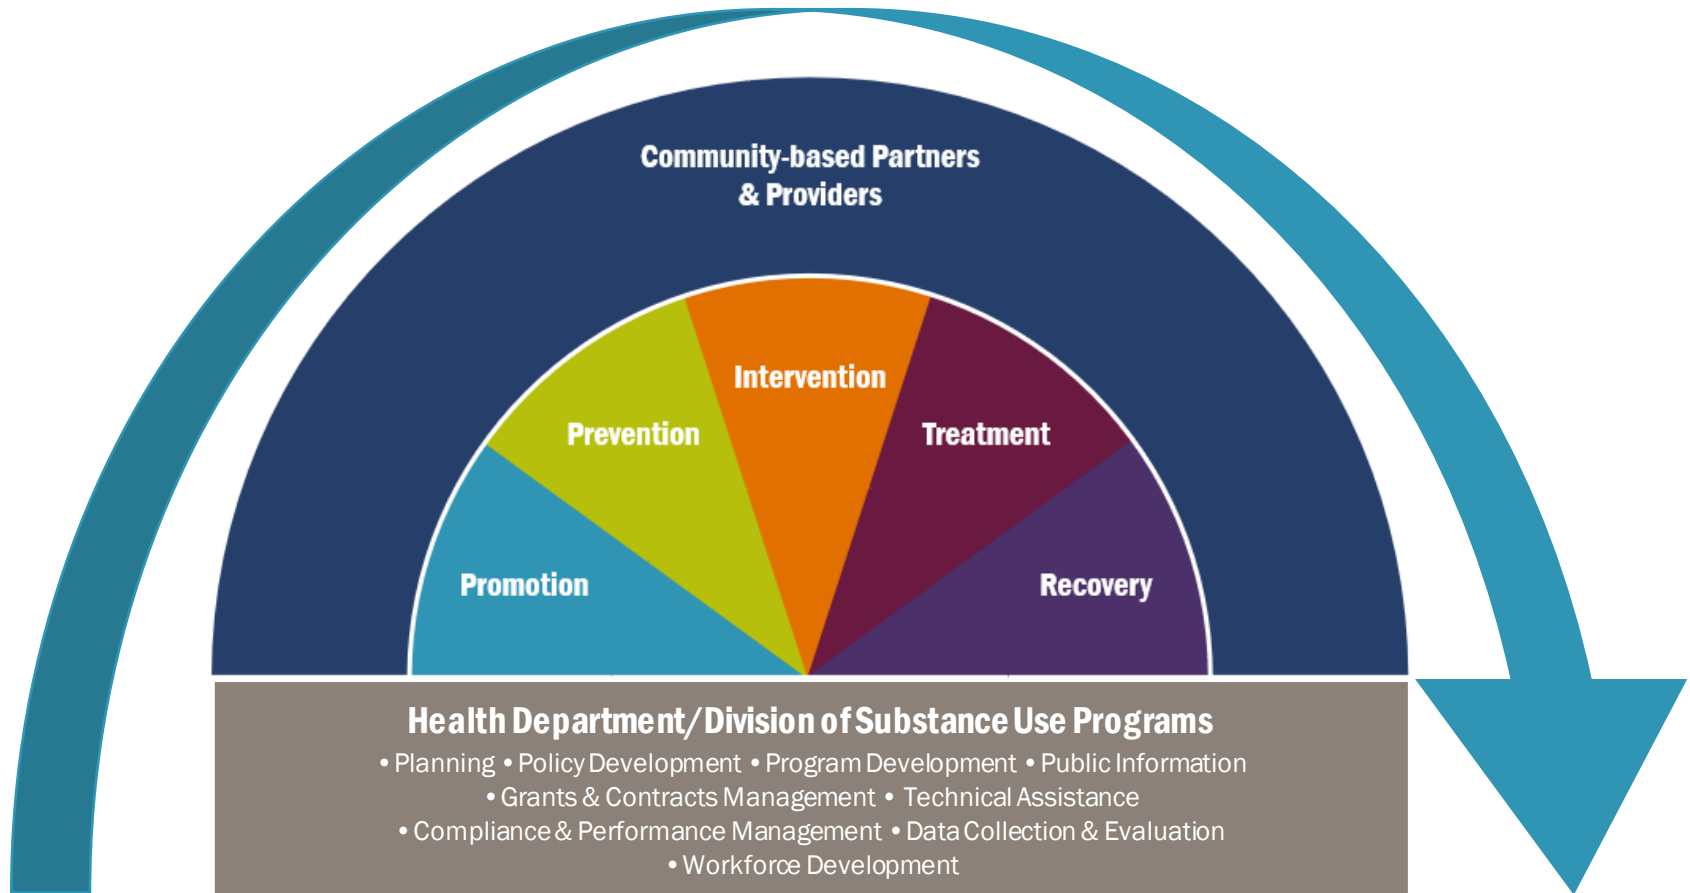 Community-based Partners
& Providers
Intervention
Prevention
Treatment
Promotion
Recovery
Health Department/Division of Substance Use Programs
• Planning • Policy Development • Program Development • Public Information
• Grants & Contracts Management • Technical Assistance
• Compliance & Performance Management • Data Collection & Evaluation
• Workforce Development